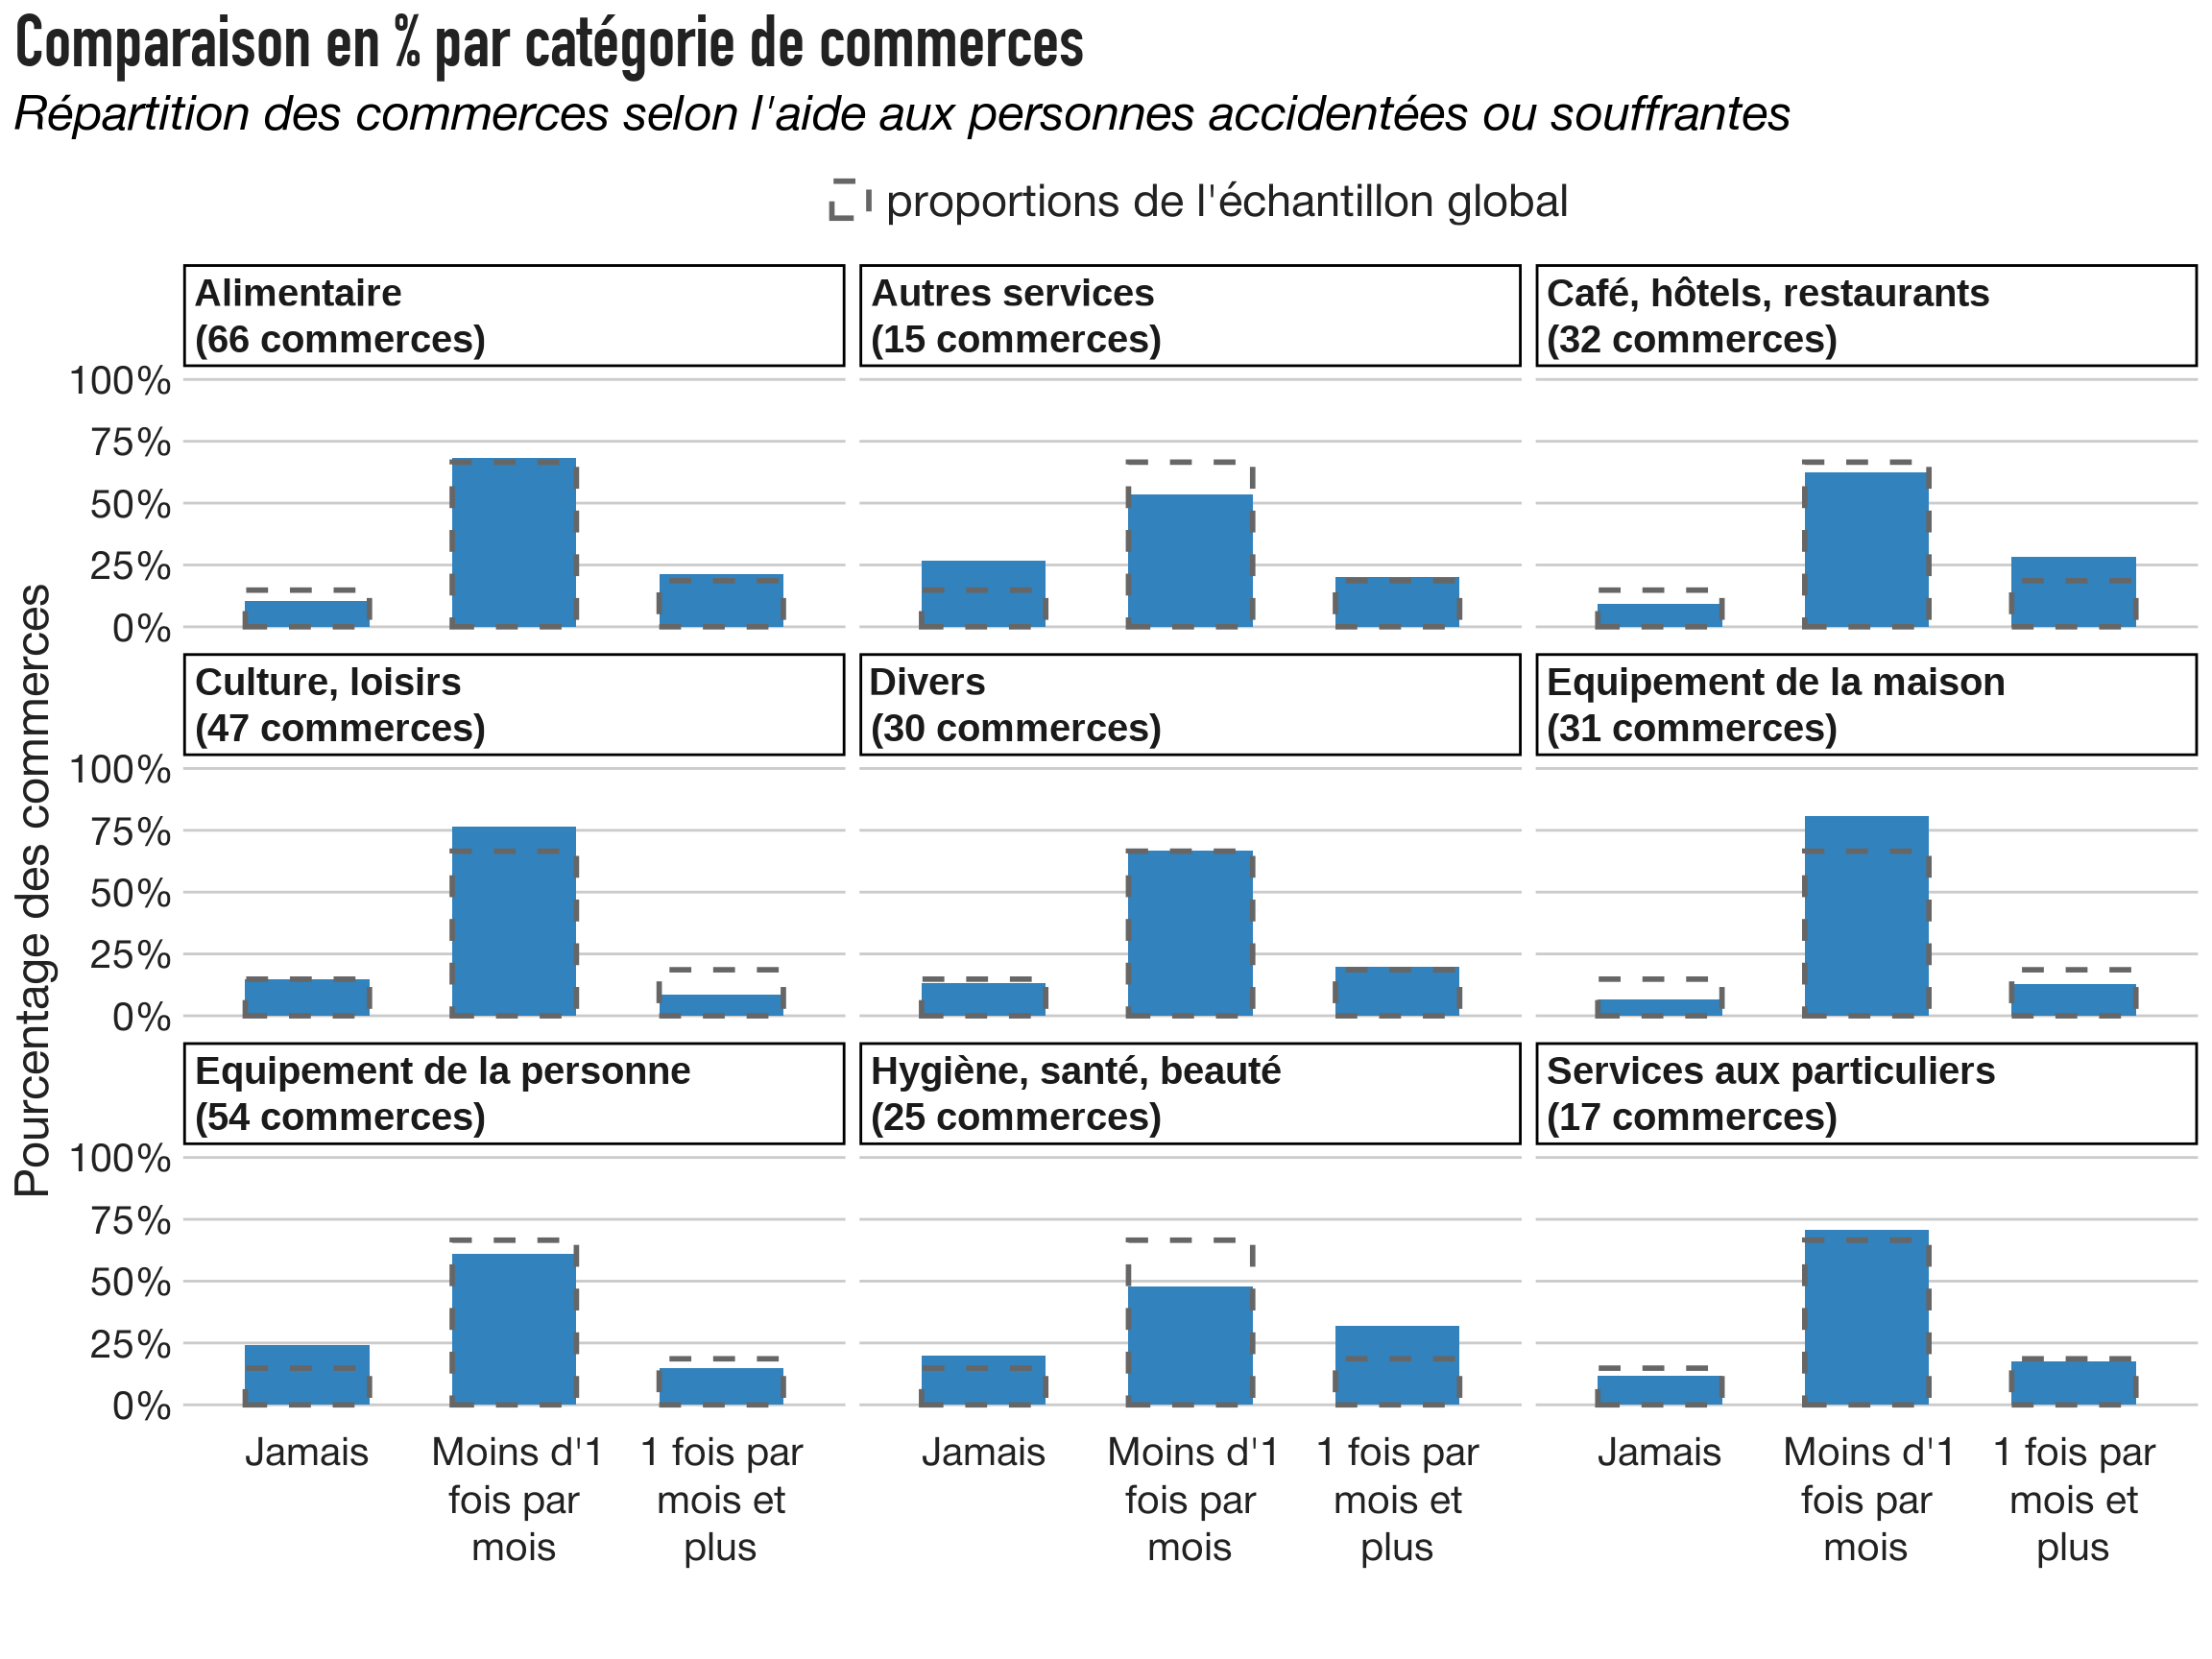 Comparaison en % par catégorie de commerces
Répartition des commerces selon l'aide aux personnes accidentées ou souffrantes
proportions de l'échantillon global
Pourcentage des commerces
Alimentaire
(66 commerces)
Autres services
(15 commerces)
Café, hôtels, restaurants
(32 commerces)
100%
75%
50%
25%
0%
Culture, loisirs
(47 commerces)
Divers
(30 commerces)
Equipement de la maison
(31 commerces)
100%
75%
50%
25%
0%
Equipement de la personne
(54 commerces)
Hygiène, santé, beauté
(25 commerces)
Services aux particuliers
(17 commerces)
100%
75%
50%
25%
0%
Jamais
Moins d'1
fois par
mois
1 fois par
mois et
plus
Jamais
Moins d'1
fois par
mois
1 fois par
mois et
plus
Jamais
Moins d'1
fois par
mois
1 fois par
mois et
plus